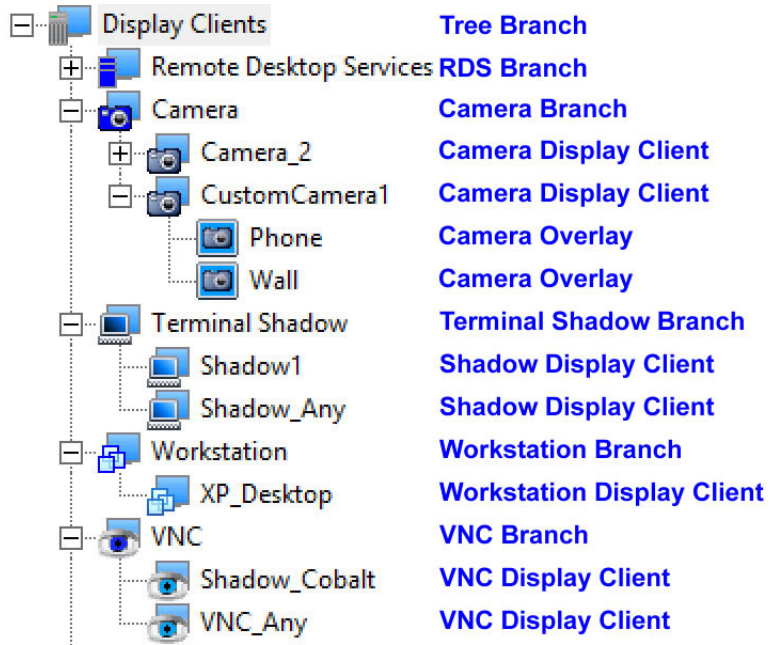 Display Clients Tree Branch
Remote Desktop Services RDS Branch
Camera Camera Branch
Camera_2 Camera Display Client
CustomCamera1 Camera Display Client
Phone Camera Overlay
Wall Camera Overlay
Terminal Shadow Terminal Shadow Branch
Shadow1 Shadow Display Client
Shadow_Any Shadow Display Client
Workstation Workstation Branch
XP_Desktop Workstation Display Client
VNC VNC Branch
Shadow_Cobalt VNC Display Client
VNC_Any VNC Display Client